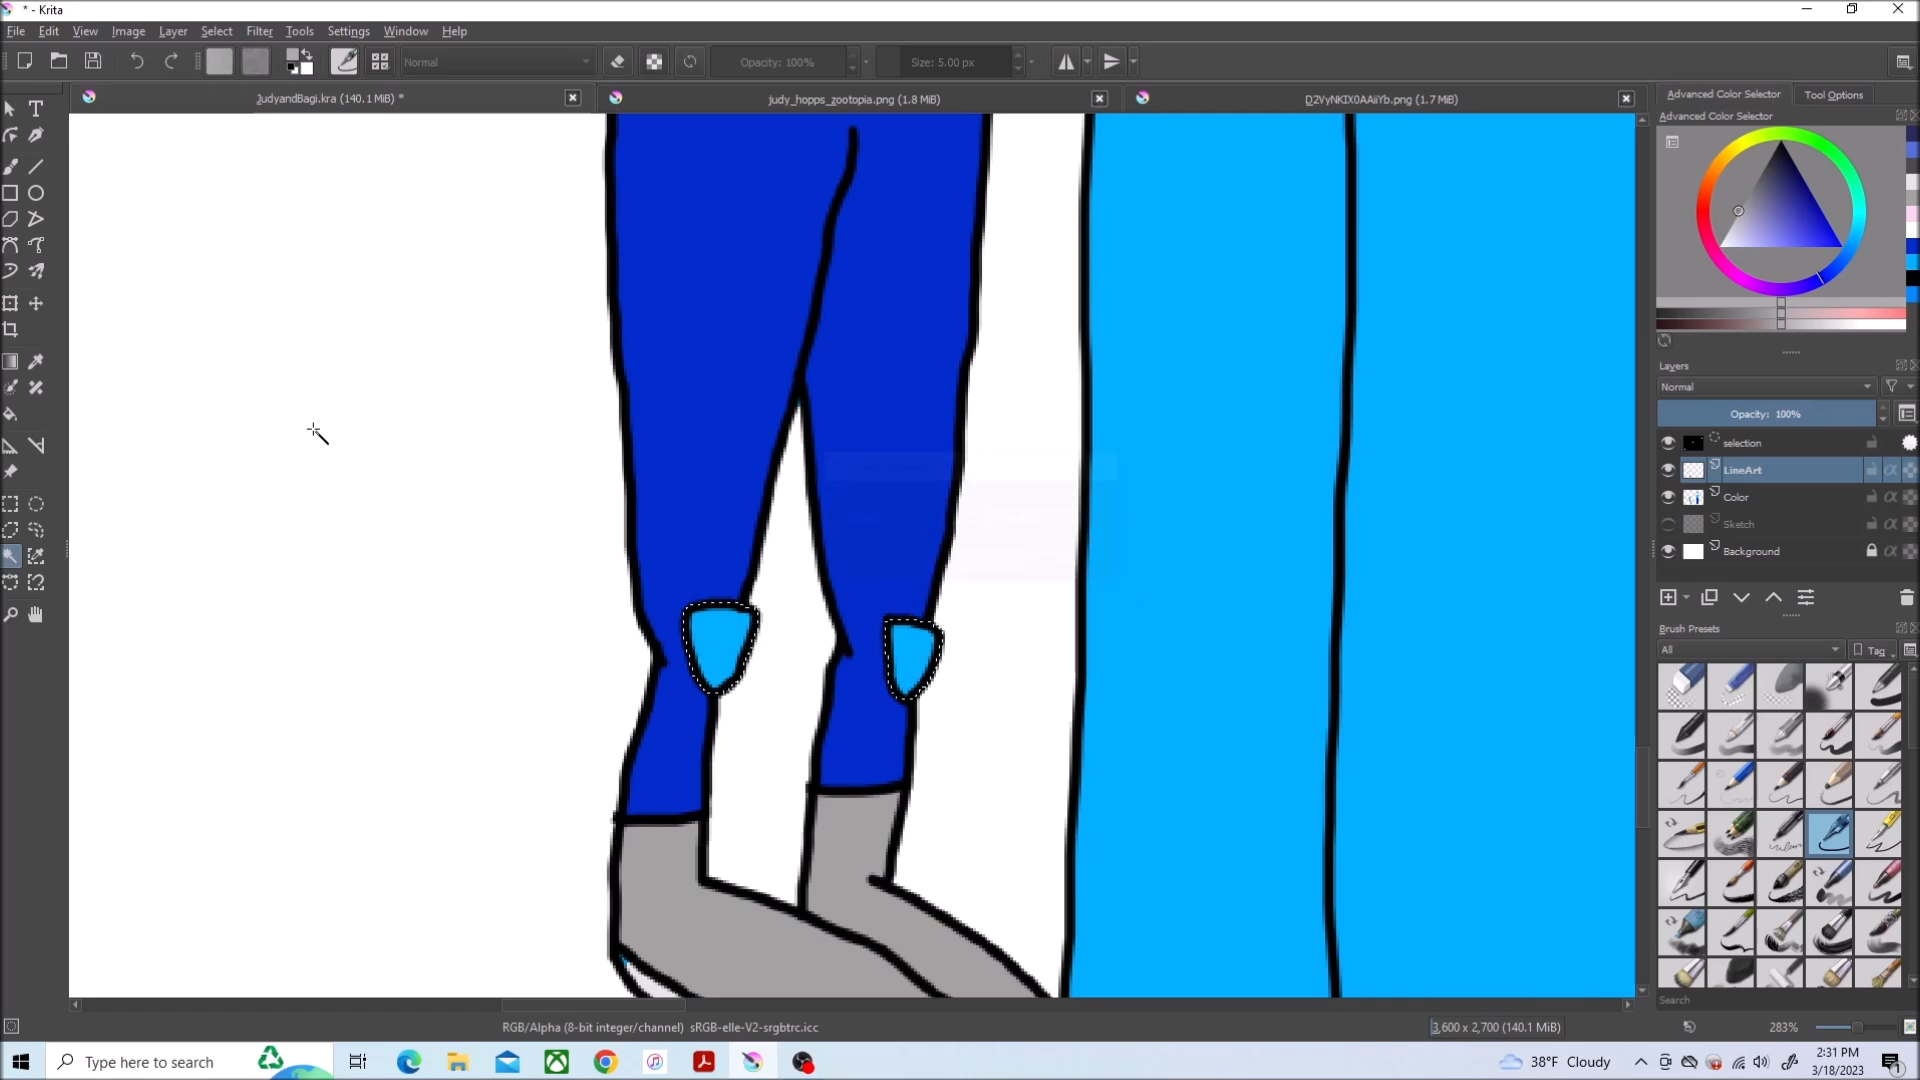 * - Krita
File Edit View Image Layer Select Filter Tools Settings Window Help
Normal Opacity: 100% Size: 5.00 px
JudyandBagi.kra (140.1 MiB) * judy_hopps_zootopia.png (1.8 MiB) D2VyNKIX0AAiiYb.png (1.7 MiB)
Advanced Color Selector Tool Options
Advanced Color Selector
Layers
Normal
Opacity: 100%
selection
LineArt
Color
Sketch
Background
Brush Presets
All Tag
Search
RGB/Alpha (8-bit integer/channel) sRGB-elle-V2-srgbtrc.icc 3,600 x 2,700 (140.1 MiB) 283%
Type here to search 38°F Cloudy 2:31 PM
3/18/2023 1